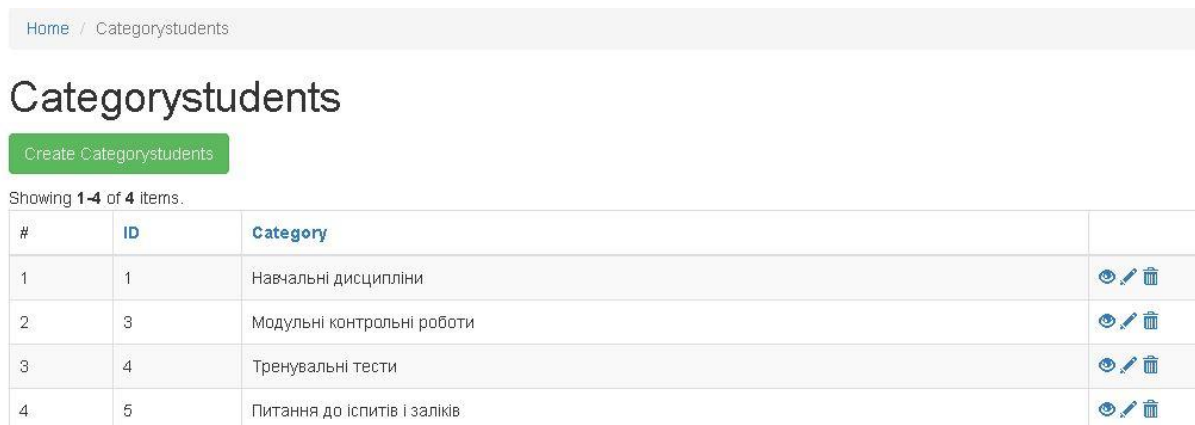 Home / Categorystudents
Categorystudents
Create Categorystudents
Showing 1-4 of 4 items.
# ID Category
1 1 Навчальні дисципліни
2 3 Модульні контрольні роботи
3 4 Тренувальні тести
4 5 Питання до іспитів і заліків